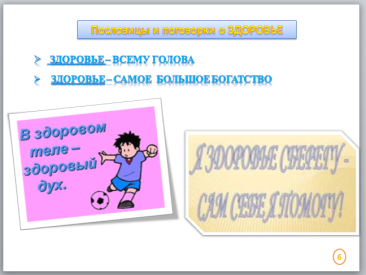 Пословицы и поговорки о ЗДОРОВЬЕ
ЗДОРОВЬЕ – ВСЕМУ ГОЛОВА
ЗДОРОВЬЕ – САМОЕ БОЛЬШОЕ БОГАТСТВО
В здоровом
теле –
здоровый
дух.
Я ЗДОРОВЬЕ СБЕРЕГУ -
САМ СЕБЕ Я ПОМОГУ!
6